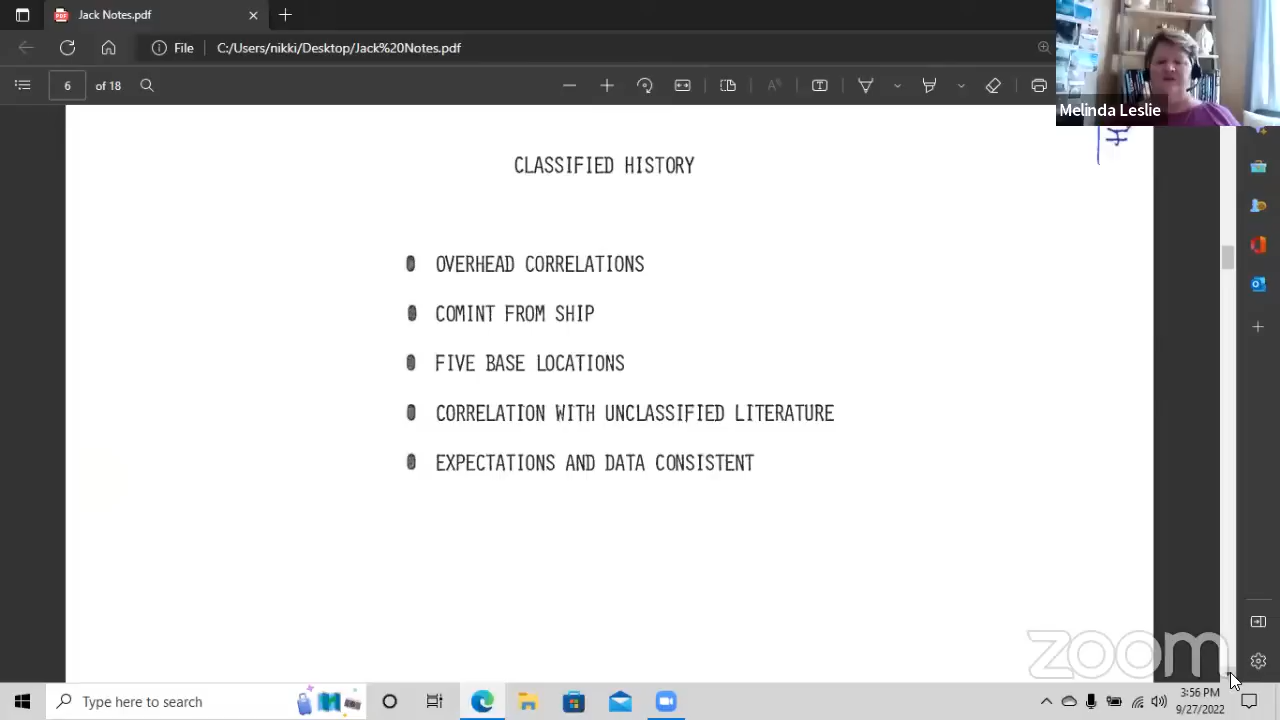 Jack Notes.pdf
File
C:/Users/nikki/Desktop/Jack%20Notes.pdf
6 of 18
Melinda Leslie
CLASSIFIED HISTORY
OVERHEAD CORRELATIONS
COMINT FROM SHIP
FIVE BASE LOCATIONS
CORRELATION WITH UNCLASSIFIED LITERATURE
EXPECTATIONS AND DATA CONSISTENT
zoom
Type here to search
3:56 PM
9/27/2022